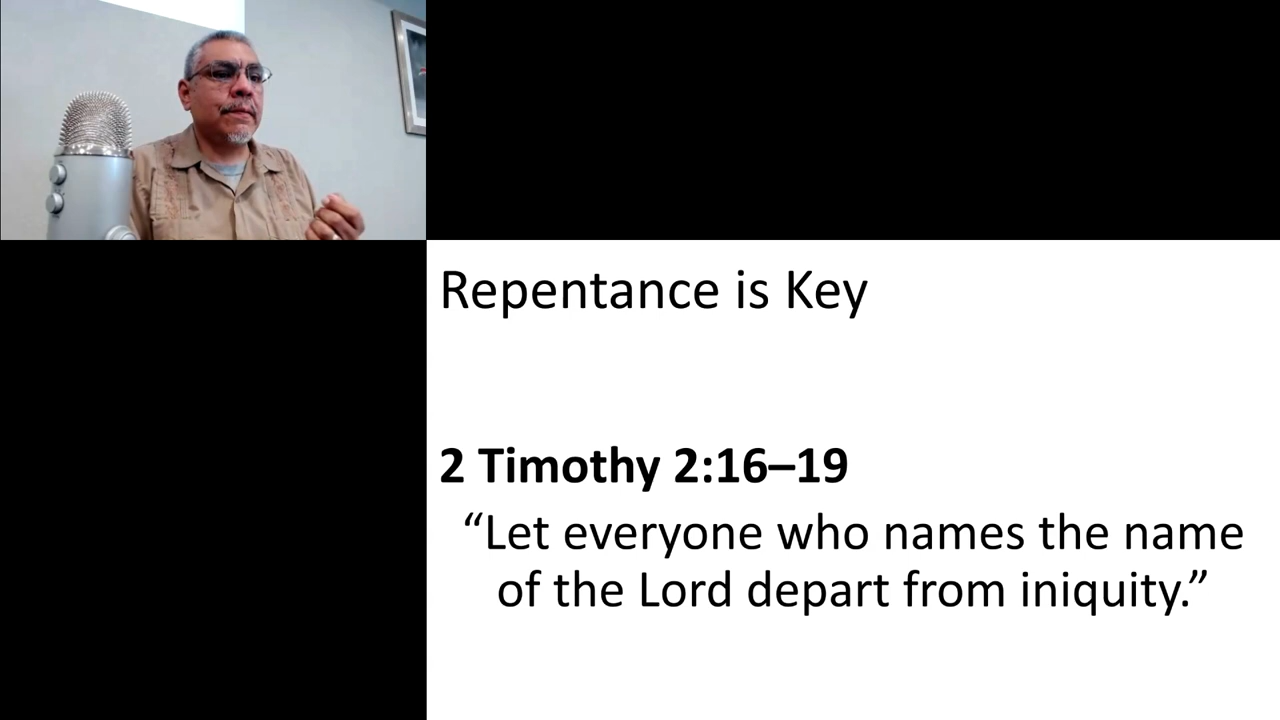 Repentance is Key
2 Timothy 2:16–19
“Let everyone who names the name
of the Lord depart from iniquity.”